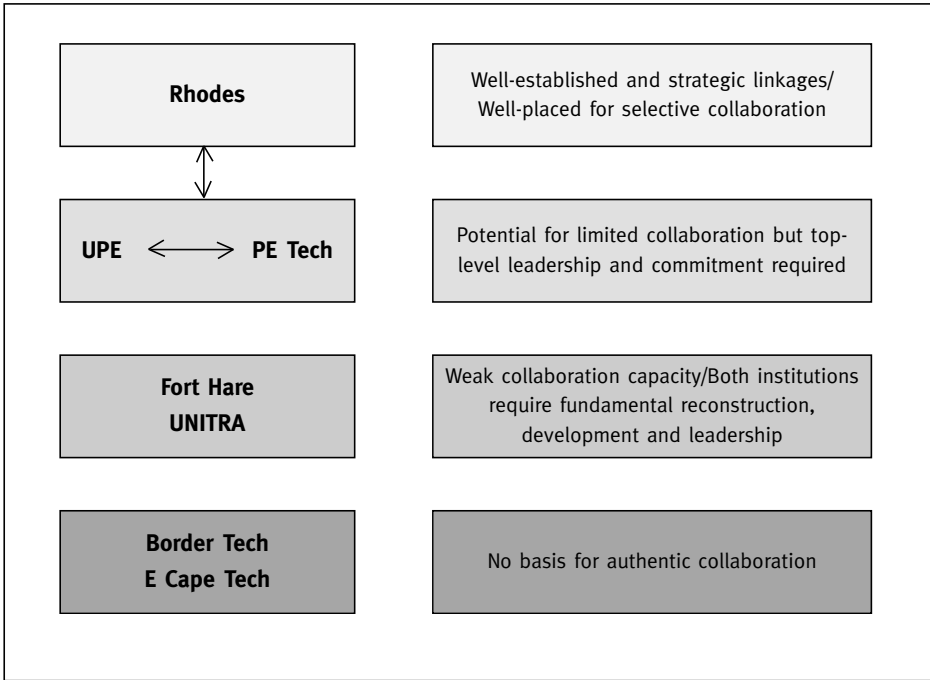 Rhodes
Well-established and strategic linkages/
Well-placed for selective collaboration
UPE PE Tech
Potential for limited collaboration but top-
level leadership and commitment required
Fort Hare
UNITRA
Weak collaboration capacity/Both institutions
require fundamental reconstruction,
development and leadership
Border Tech
E Cape Tech
No basis for authentic collaboration